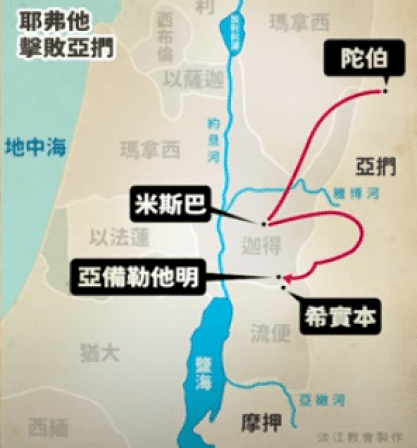 耶弗他
擊敗亞捫
利
加利利湖
西布倫
陀伯
以薩迦
瑪拿西
約旦河
地中海
瑪拿西
亞捫
雅博河
米斯巴
以法蓮
迦得
亞備勒他明
希實本
流便
猶大
鹽海
亞嫩河
西緬
摩押
淡江教會製作